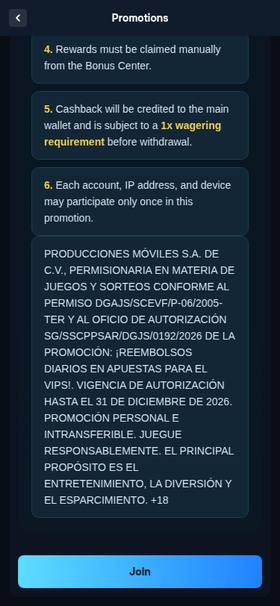 Promotions
4. Rewards must be claimed manually
from the Bonus Center.
5. Cashback will be credited to the main
wallet and is subject to a 1x wagering
requirement before withdrawal.
6. Each account, IP address, and device
may participate only once in this
promotion.
PRODUCCIONES MÓVILES S.A. DE
C.V., PERMISIONARIA EN MATERIA DE
JUEGOS Y SORTEOS CONFORME AL
PERMISO DGAJS/SCEVF/P-06/2005-
TER Y AL OFICIO DE AUTORIZACIÓN
SG/SSCPPSAR/DGJS/0192/2026 DE LA
PROMOCIÓN: ¡REEMBOLSOS
DIARIOS EN APUESTAS PARA EL
VIPS!. VIGENCIA DE AUTORIZACIÓN
HASTA EL 31 DE DICIEMBRE DE 2026.
PROMOCIÓN PERSONAL E
INTRANSFERIBLE. JUEGUE
RESPONSABLEMENTE. EL PRINCIPAL
PROPÓSITO ES EL
ENTRETENIMIENTO, LA DIVERSIÓN Y
EL ESPARCIMIENTO. +18
Join